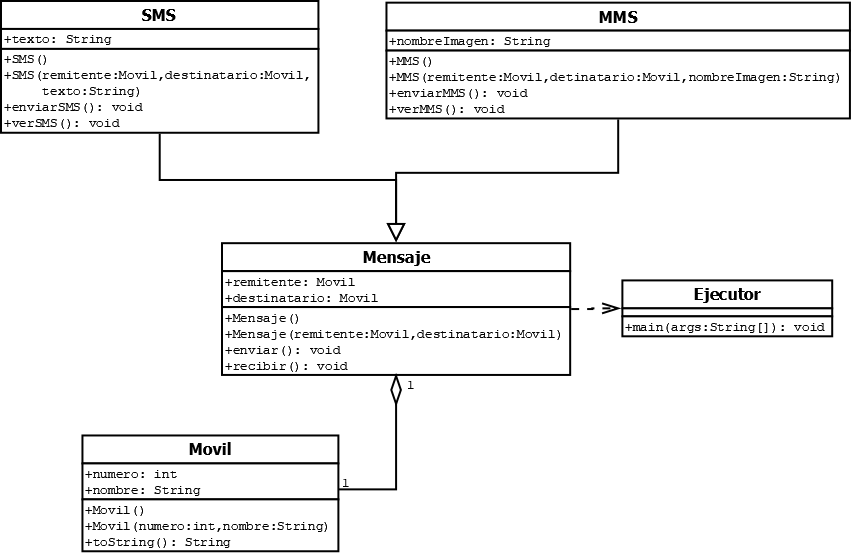 SMS
+texto: String
+SMS()
+SMS(remitente:Movil,destinatario:Movil,
texto:String)
+enviarSMS(): void
+verSMS(): void
MMS
+nombreImagen: String
+MMS()
+MMS(remitente:Movil,detinatario:Movil,nombreImagen:String)
+enviarMMS(): void
+verMMS(): void
Mensaje
+remitente: Movil
+destinatario: Movil
+Mensaje()
+Mensaje(remitente:Movil,destinatario:Movil)
+enviar(): void
+recibir(): void
Ejecutor
+main(args:String[]): void
1
Movil
+numero: int
+nombre: String
+Movil()
+Movil(numero:int,nombre:String)
+toString(): String
1